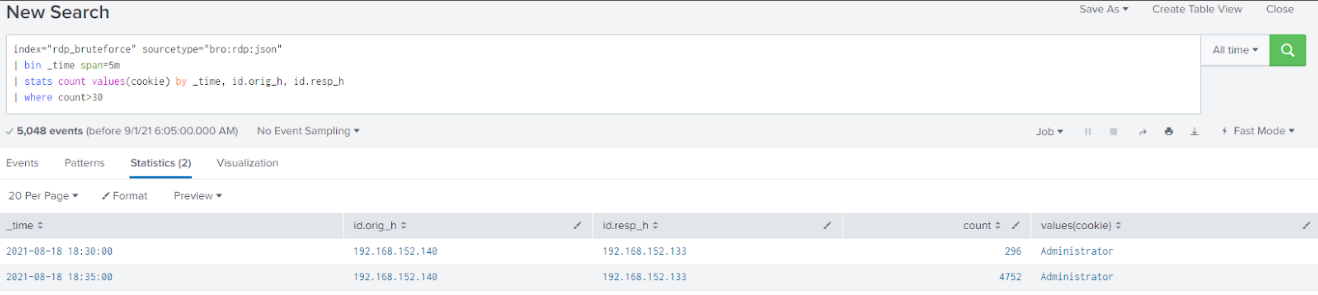 New Search
Save As Create Table View Close
index="rdp_bruteforce" sourcetype="bro:rdp:json"
| bin _time span=5m
| stats count values(cookie) by _time, id.orig_h, id.resp_h
| where count>30
All time
5,048 events (before 9/1/21 6:05:00.000 AM) No Event Sampling
Job Fast Mode
Events Patterns Statistics (2) Visualization
20 Per Page Format Preview
_time id.orig_h id.resp_h count values(cookie)
2021-08-18 18:30:00 192.168.152.140 192.168.152.133 296 Administrator
2021-08-18 18:35:00 192.168.152.140 192.168.152.133 4752 Administrator